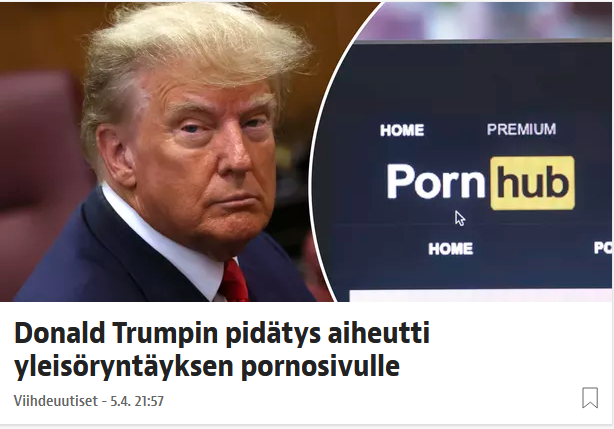 HOME PREMIUM
Porn hub
HOME PO
Donald Trumpin pidätys aiheutti
yleisöryntäyksen pornosivulle
Viihdeuutiset - 5.4. 21:57